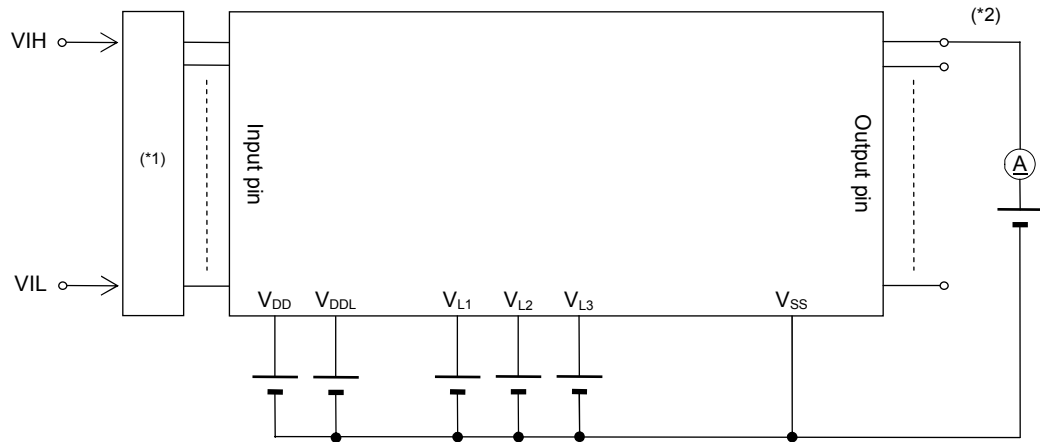 (*2)
VIH
(*1)
Input pin
Output pin
A
VIL
VDD
VDDL
VL1
VL2
VL3
VSS